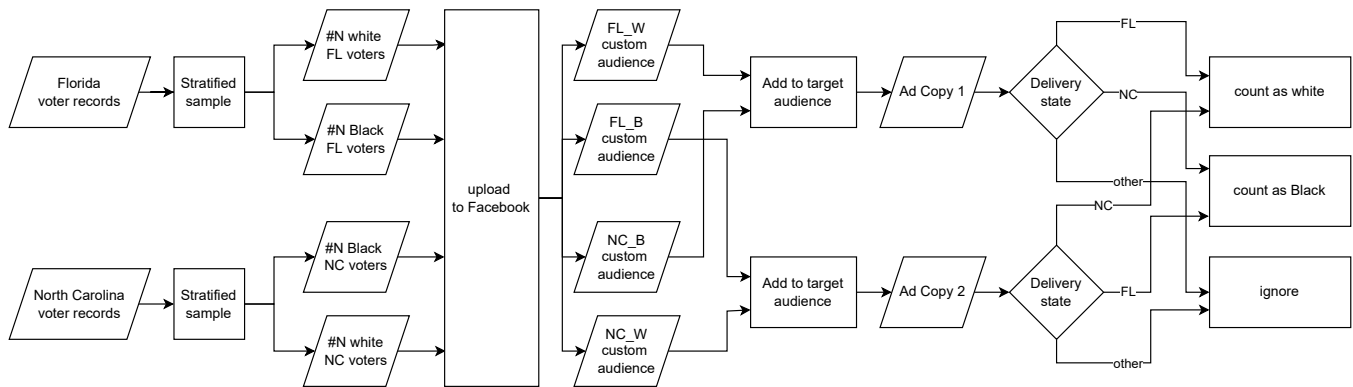 Florida
voter records
Stratified
sample
#N white
FL voters
#N Black
FL voters
North Carolina
voter records
Stratified
sample
#N Black
NC voters
#N white
NC voters
upload
to Facebook
FL_W
custom
audience
FL_B
custom
audience
NC_B
custom
audience
NC_W
custom
audience
Add to target
audience
Add to target
audience
Ad Copy 1
Ad Copy 2
Delivery
state
FL
NC
other
Delivery
state
NC
FL
other
count as white
count as Black
ignore